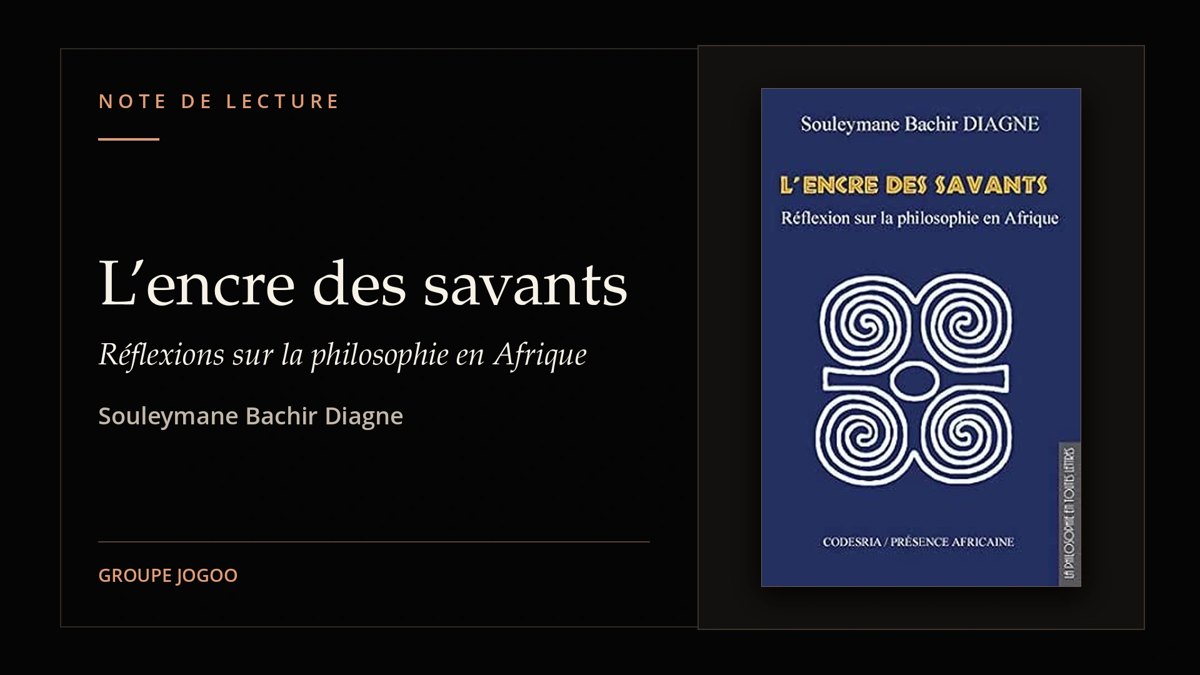 NOTE DE LECTURE
L’encre des savants
Réflexions sur la philosophie en Afrique
Souleymane Bachir Diagne
GROUPE JOGOO
Souleymane Bachir DIAGNE
L’ENCRE DES SAVANTS
Réflexion sur la philosophie en Afrique
CODESRIA / PRÉSENCE AFRICAINE
LA PHILOSOPHIE EN TOUTES LETTRES